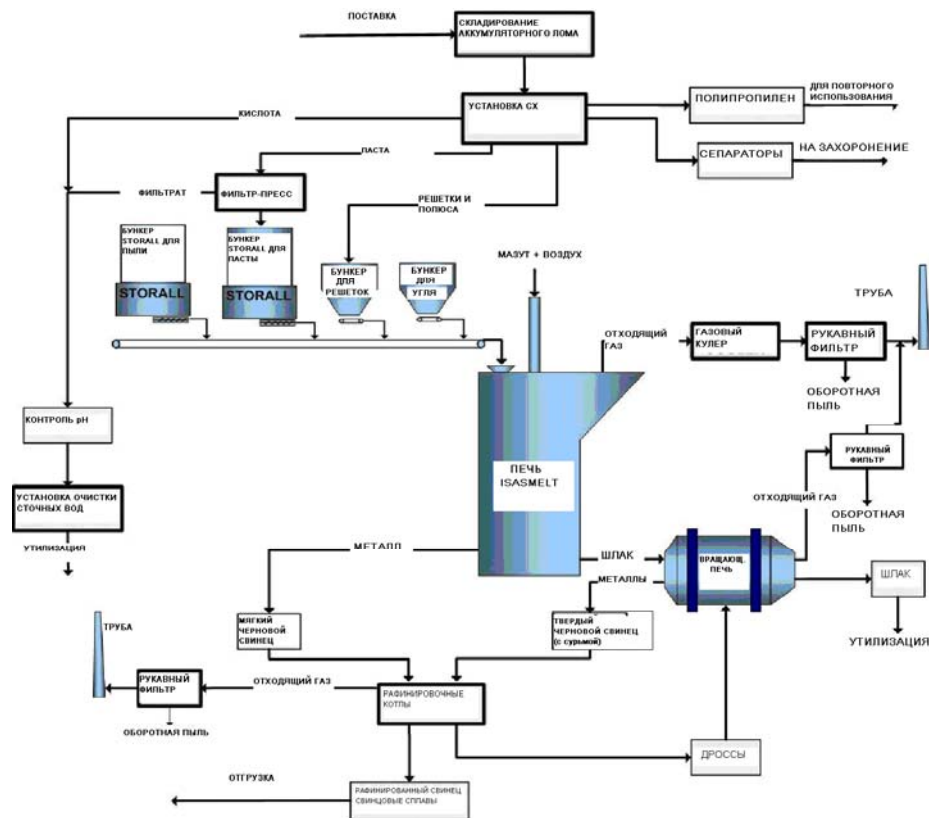 ПОСТАВКА
СКЛАДИРОВАНИЕ
АККУМУЛЯТОРНОГО ЛОМА
УСТАНОВКА CX
ПОЛИПРОПИЛЕН
ДЛЯ ПОВТОРНОГО
ИСПОЛЬЗОВАНИЯ
КИСЛОТА
ПАСТА
СЕПАРАТОРЫ
НА ЗАХОРОНЕНИЕ
ФИЛЬТРАТ
ФИЛЬТР-ПРЕСС
РЕШЕТКИ И
ПОЛЮСА
БУНКЕР
STORALL ДЛЯ
ПЫЛИ
STORALL
БУНКЕР
STORALL ДЛЯ
ПАСТЫ
STORALL
БУНКЕР
ДЛЯ
РЕШЕТОК
БУНКЕР
ДЛЯ
УГЛЯ
МАЗУТ + ВОЗДУХ
ОТХОДЯЩИЙ
ГАЗ
ГАЗОВЫЙ
КУЛЕР
РУКАВНЫЙ
ФИЛЬТР
ТРУБА
ОБОРОТНАЯ
ПЫЛЬ
КОНТРОЛЬ pH
РУКАВНЫЙ
ФИЛЬТР
ПЕЧЬ
ISASMELT
УСТАНОВКА ОЧИСТКИ
СТОЧНЫХ ВОД
ОТХОДЯЩИЙ ГАЗ
ОБОРОТНАЯ
ПЫЛЬ
УТИЛИЗАЦИЯ
МЕТАЛЛ
ШЛАК
ВРАЩАЮЩ.
ПЕЧЬ
МЕТАЛЛЫ
ШЛАК
УТИЛИЗАЦИЯ
МЯГКИЙ
ЧЕРНОВОЙ
СВИНЕЦ
ТВЕРДЫЙ
ЧЕРНОВОЙ СВИНЕЦ
(с сурьмой)
ТРУБА
РУКАВНЫЙ
ФИЛЬТР
ОТХОДЯЩИЙ ГАЗ
РАФИНИРОВОЧНЫЕ
КОТЛЫ
ОБОРОТНАЯ ПЫЛЬ
ДРОССЫ
ОТГРУЗКА
РАФИНИРОВАННЫЙ СВИНЕЦ
СВИНЦОВЫЕ СПЛАВЫ